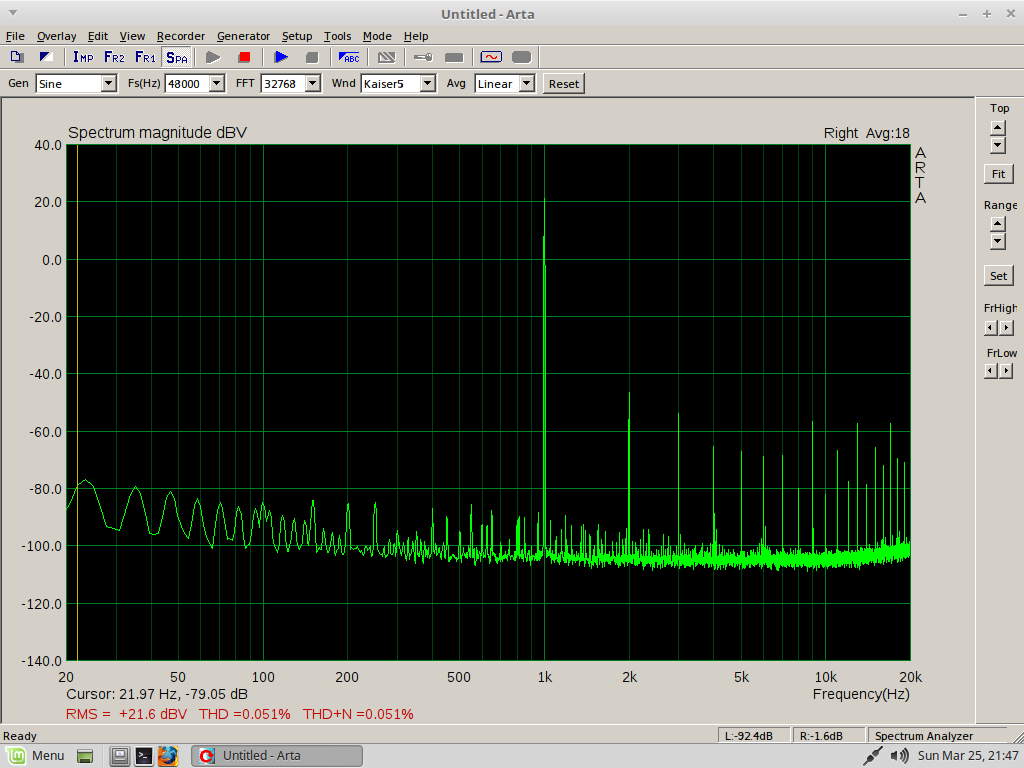 Untitled - Arta
File Overlay Edit View Recorder Generator Setup Tools Mode Help
IMP FR2 FR1 SPA ABC
Gen Sine Fs(Hz) 48000 FFT 32768 Wnd Kaiser5 Avg Linear Reset
Top
Spectrum magnitude dBV Right Avg:18
40.0
ARTA
Fit
20.0
Range
0.0
Set
-20.0
FrHigh
-40.0
FrLow
-60.0
-80.0
-100.0
-120.0
-140.0
20 50 100 200 500 1k 2k 5k 10k 20k
Cursor: 21.97 Hz, -79.05 dB Frequency(Hz)
RMS = +21.6 dBV THD =0.051% THD+N =0.051%
Ready L:-92.4dB R:-1.6dB Spectrum Analyzer
Menu Untitled - Arta Sun Mar 25, 21:47